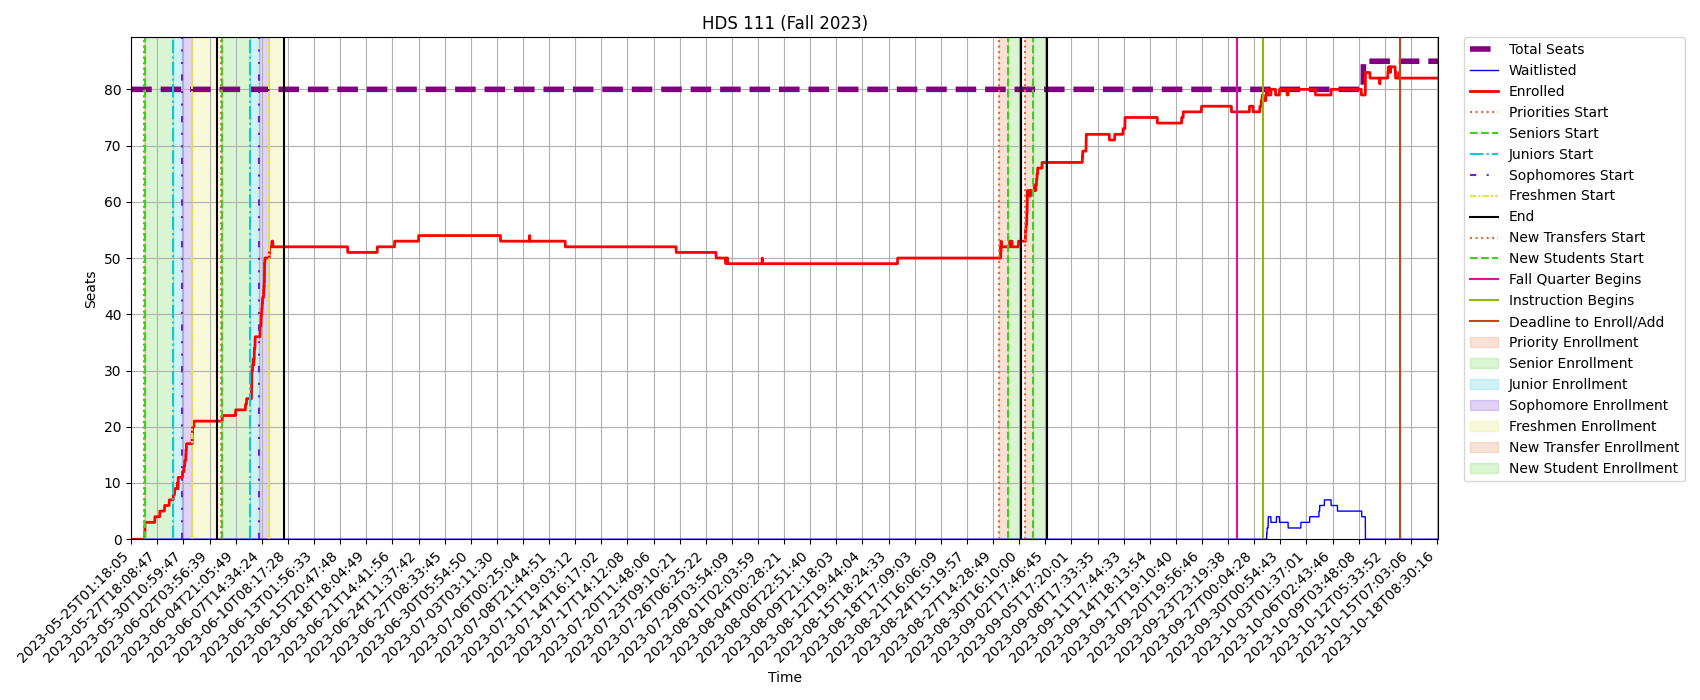 HDS 111 (Fall 2023)
Seats
80
70
60
50
40
30
20
10
0
2023-05-25T01:18:05
2023-05-27T18:08:47
2023-05-30T10:59:47
2023-06-02T03:56:39
2023-06-04T21:05:49
2023-06-07T14:34:24
2023-06-10T08:17:28
2023-06-13T01:56:33
2023-06-15T20:47:48
2023-06-18T18:04:49
2023-06-21T14:41:56
2023-06-24T11:37:42
2023-06-27T08:33:45
2023-06-30T05:54:50
2023-07-03T03:11:30
2023-07-06T00:25:04
2023-07-08T21:44:51
2023-07-11T19:03:12
2023-07-14T16:17:02
2023-07-17T14:12:08
2023-07-20T11:48:06
2023-07-23T09:10:21
2023-07-26T06:25:22
2023-07-29T03:54:09
2023-08-01T02:03:59
2023-08-04T00:28:21
2023-08-06T22:51:40
2023-08-09T21:18:03
2023-08-12T19:44:04
2023-08-15T18:24:33
2023-08-18T17:09:03
2023-08-21T16:06:09
2023-08-24T15:19:57
2023-08-27T14:28:49
2023-08-30T16:10:00
2023-09-02T17:46:45
2023-09-05T17:20:01
2023-09-08T17:33:35
2023-09-11T17:44:33
2023-09-14T18:13:54
2023-09-17T19:10:40
2023-09-20T19:56:46
2023-09-23T23:19:38
2023-09-27T00:04:28
2023-09-30T00:54:43
2023-10-03T01:37:01
2023-10-06T02:43:46
2023-10-09T03:48:08
2023-10-12T05:33:52
2023-10-15T07:03:06
2023-10-18T08:30:16
Time
Total Seats
Waitlisted
Enrolled
Priorities Start
Seniors Start
Juniors Start
Sophomores Start
Freshmen Start
End
New Transfers Start
New Students Start
Fall Quarter Begins
Instruction Begins
Deadline to Enroll/Add
Priority Enrollment
Senior Enrollment
Junior Enrollment
Sophomore Enrollment
Freshmen Enrollment
New Transfer Enrollment
New Student Enrollment